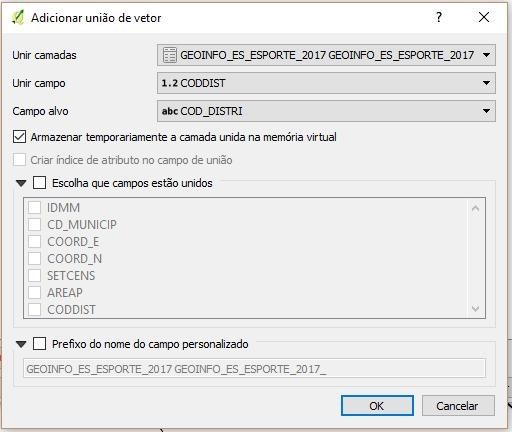 Adicionar união de vetor
Unir camadas GEOINFO_ES_ESPORTE_2017 GEOINFO_ES_ESPORTE_2017
Unir campo 1.2 CODDIST
Campo alvo abc COD_DISTRI
Armazenar temporariamente a camada unida na memória virtual
Criar índice de atributo no campo de união
Escolha que campos estão unidos
IDMM
CD_MUNICIP
COORD_E
COORD_N
SETCENS
AREAP
CODDIST
Prefixo do nome do campo personalizado
GEOINFO_ES_ESPORTE_2017 GEOINFO_ES_ESPORTE_2017_
OK Cancelar